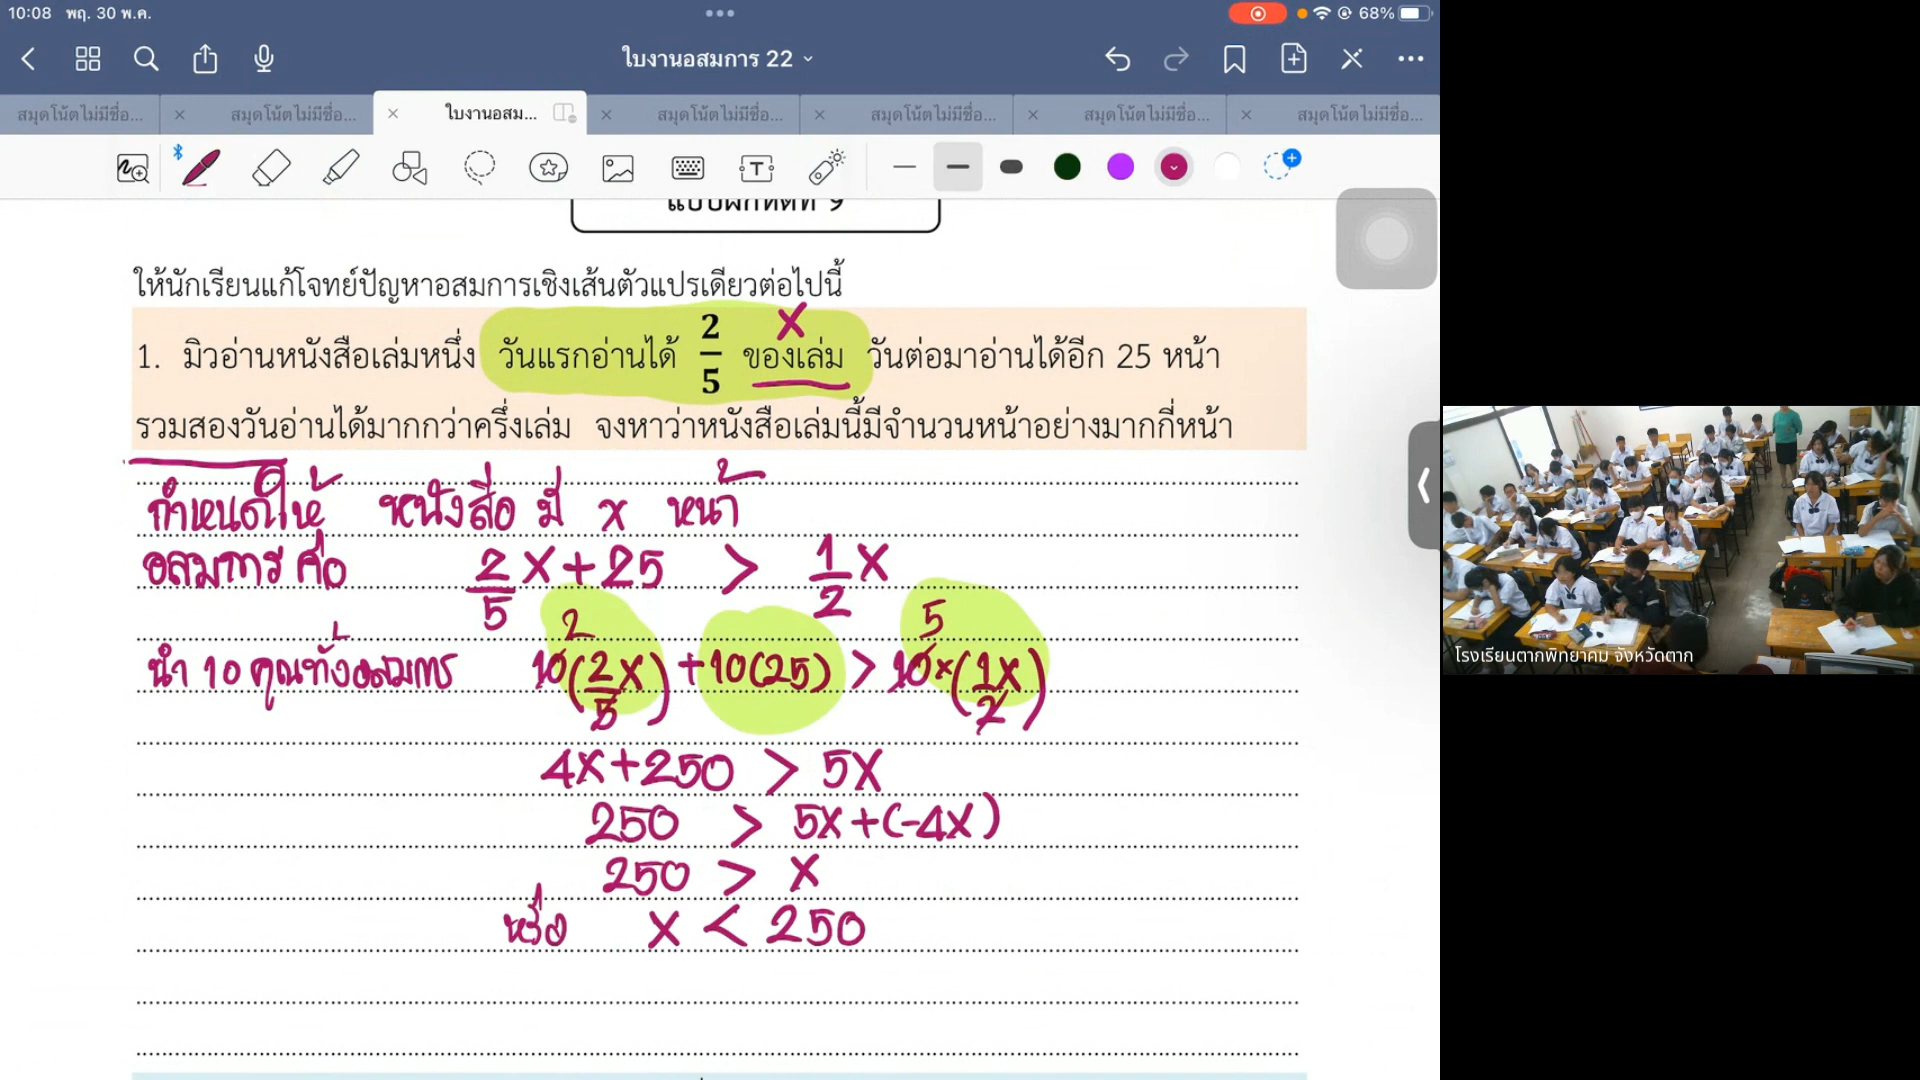 10:08 พฤ. 30 พ.ค.
68%
ใบงานอสมการ 22
สมุดโน้ตไม่มีชื่อ... สมุดโน้ตไม่มีชื่อ... ใบงานอสม... สมุดโน้ตไม่มีชื่อ... สมุดโน้ตไม่มีชื่อ... สมุดโน้ตไม่มีชื่อ... สมุดโน้ตไม่มีชื่อ...
แบบฝึกหัดที่ 9
ให้นักเรียนแก้โจทย์ปัญหาอสมการเชิงเส้นตัวแปรเดียวต่อไปนี้
x
1. มิวอ่านหนังสือเล่มหนึ่ง วันแรกอ่านได้ 2/5 ของเล่ม วันต่อมาอ่านได้อีก 25 หน้า
รวมสองวันอ่านได้มากกว่าครึ่งเล่ม จงหาว่าหนังสือเล่มนี้มีจำนวนหน้าอย่างมากกี่หน้า
กำหนดให้ หนังสือ มี x หน้า
อสมการ คือ 2/5 x + 25 > 1/2 x
2 5
นำ 10 คูณทั้งอสมการ 10(2/5 x) + 10(25) > 10×(1/2 x)
4x + 250 > 5x
250 > 5x + (-4x)
250 > x
หรือ x < 250
โรงเรียนตากพิทยาคม จังหวัดตาก